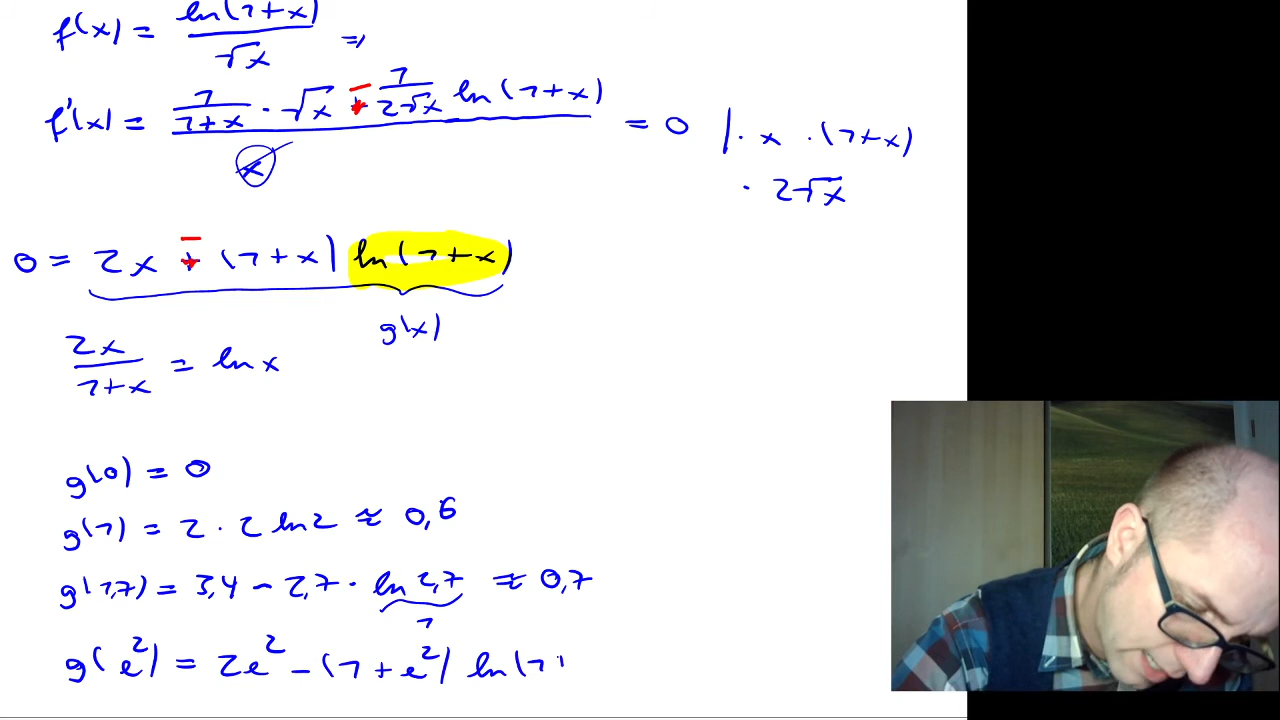 f(x) = ln(1+x) / √x ⇒
f'(x) = (1/(1+x) · √x − 1/(2√x) ln(1+x)) / x = 0 | · x · (1+x)
· 2√x
0 = 2x − (1+x) ln(1+x)
g(x)
2x/(1+x) = ln x
g(0) = 0
g(1) = 2 · 2 ln2 ≈ 0,6
g(1,7) = 3,4 − 2,7 · ln 2,7 ≈ 0,7
1
g(e²) = 2e² − (1 + e²) ln(1